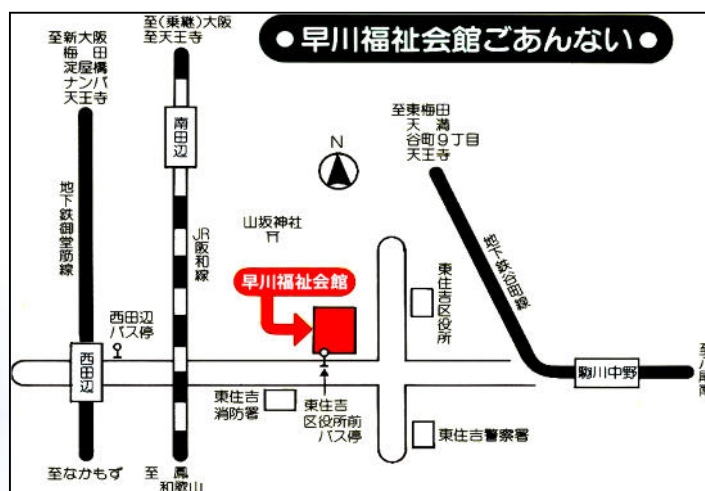 ●早川福祉会館ごあんない●
至新大阪
梅田
淀屋橋
ナンバ
天王寺
至(乗継)大阪
至天王寺
南田辺
地下鉄御堂筋線
JR阪和線
N
至東梅田
天満
谷町9丁目
天王寺
地下鉄谷町線
山坂神社
早川福祉会館
東住吉区役所
西田辺
バス停
西田辺
駒川中野
至八尾南
東住吉
消防署
東住吉
区役所前
バス停
東住吉警察署
至なかもず
至鳳
和歌山